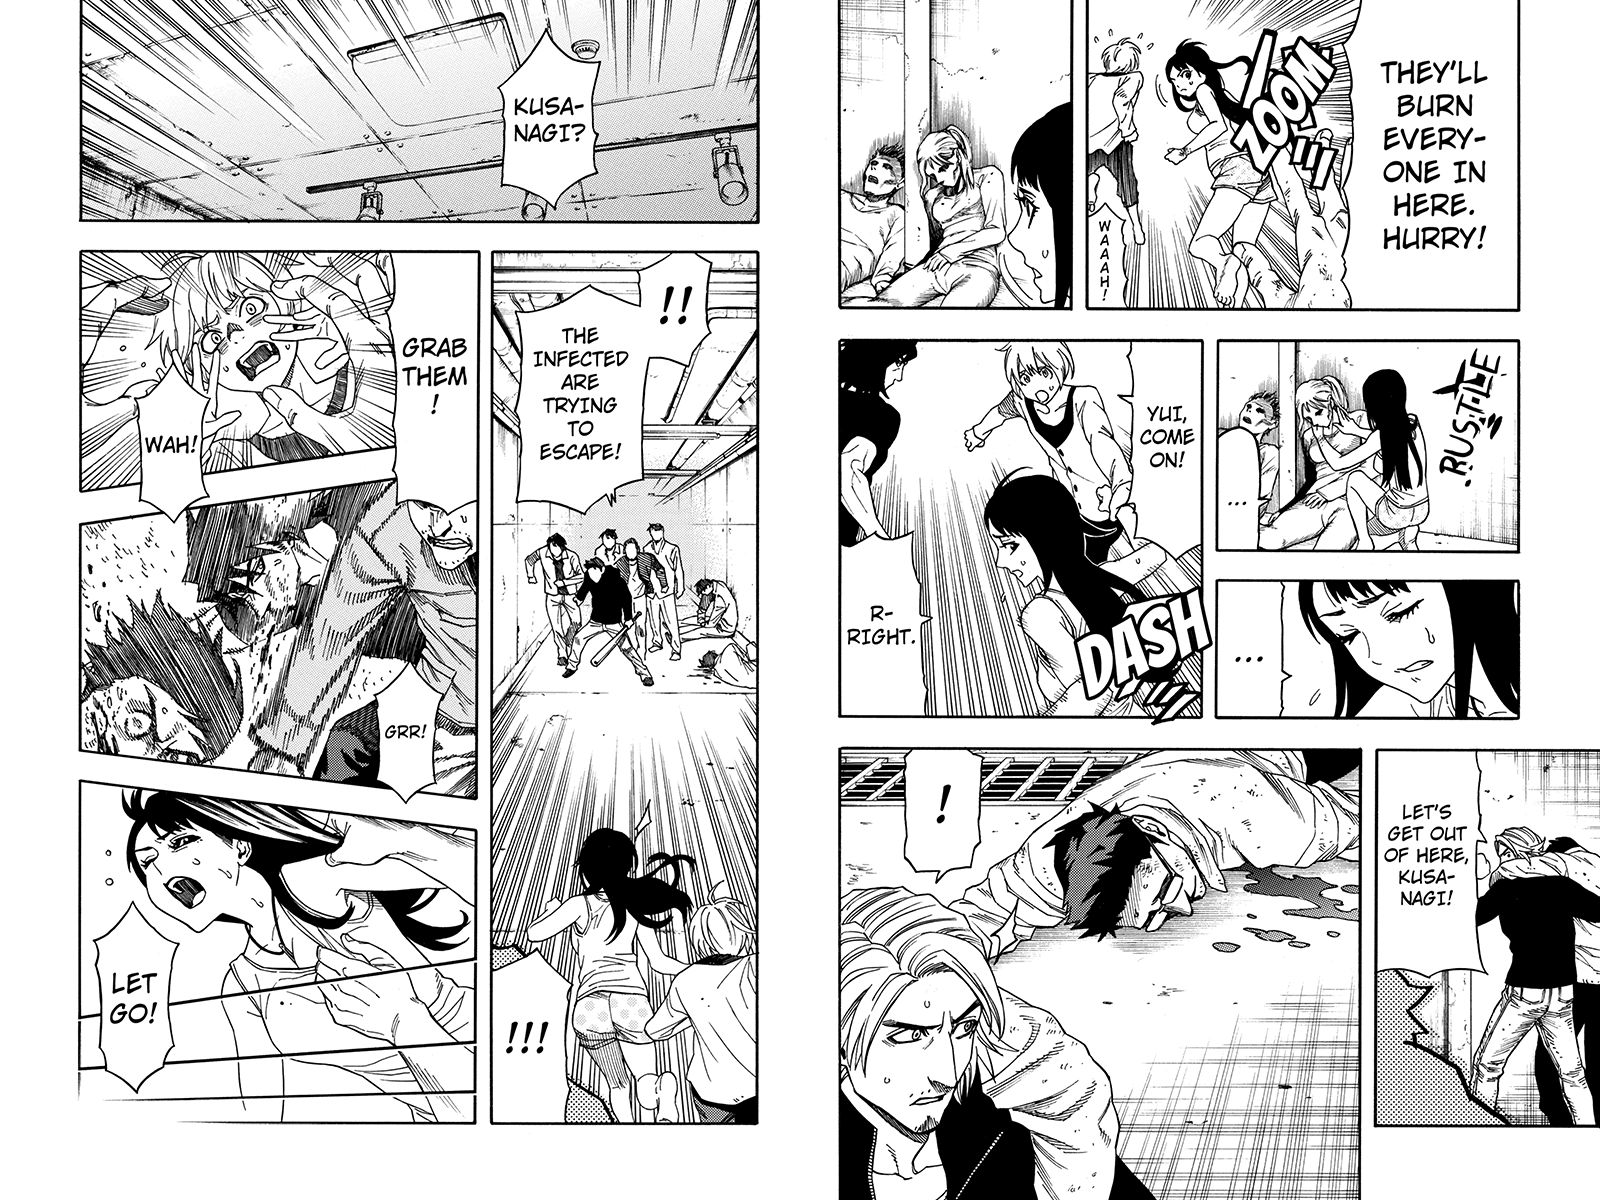 THEY'LL
BURN
EVERY-
ONE IN
HERE.
HURRY!
ZOOM
WAAAH!
RUSTLE
...
...
YUI,
COME
ON!
R-
RIGHT.
DASH
LET'S
GET OUT
OF HERE,
KUSA-
NAGI!
!
KUSA-
NAGI?
!!
THE
INFECTED ARE
TRYING
TO
ESCAPE!
!!!
GRAB
THEM
!
WAH!
GRR!
LET
GO!